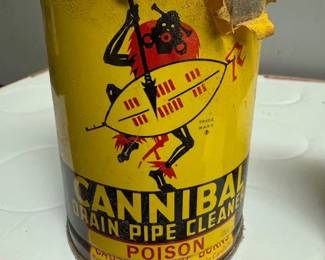 TRADE
MARK
CANNIBAL
DRAIN PIPE CLEANER
POISON